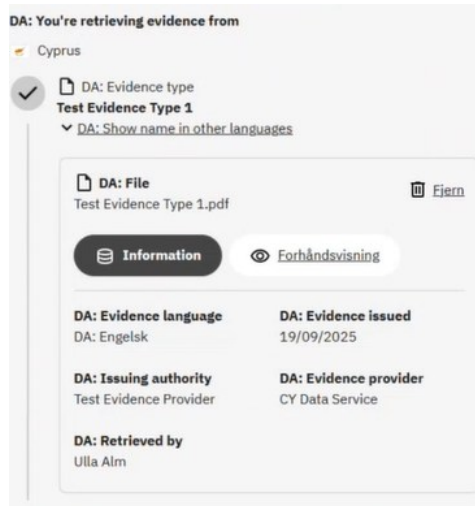 DA: You're retrieving evidence from
Cyprus
DA: Evidence type
Test Evidence Type 1
DA: Show name in other languages
DA: File
Test Evidence Type 1.pdf
Fjern
Information
Forhåndsvisning
DA: Evidence language
DA: Evidence issued
DA: Engelsk
19/09/2025
DA: Issuing authority
DA: Evidence provider
Test Evidence Provider
CY Data Service
DA: Retrieved by
Ulla Alm